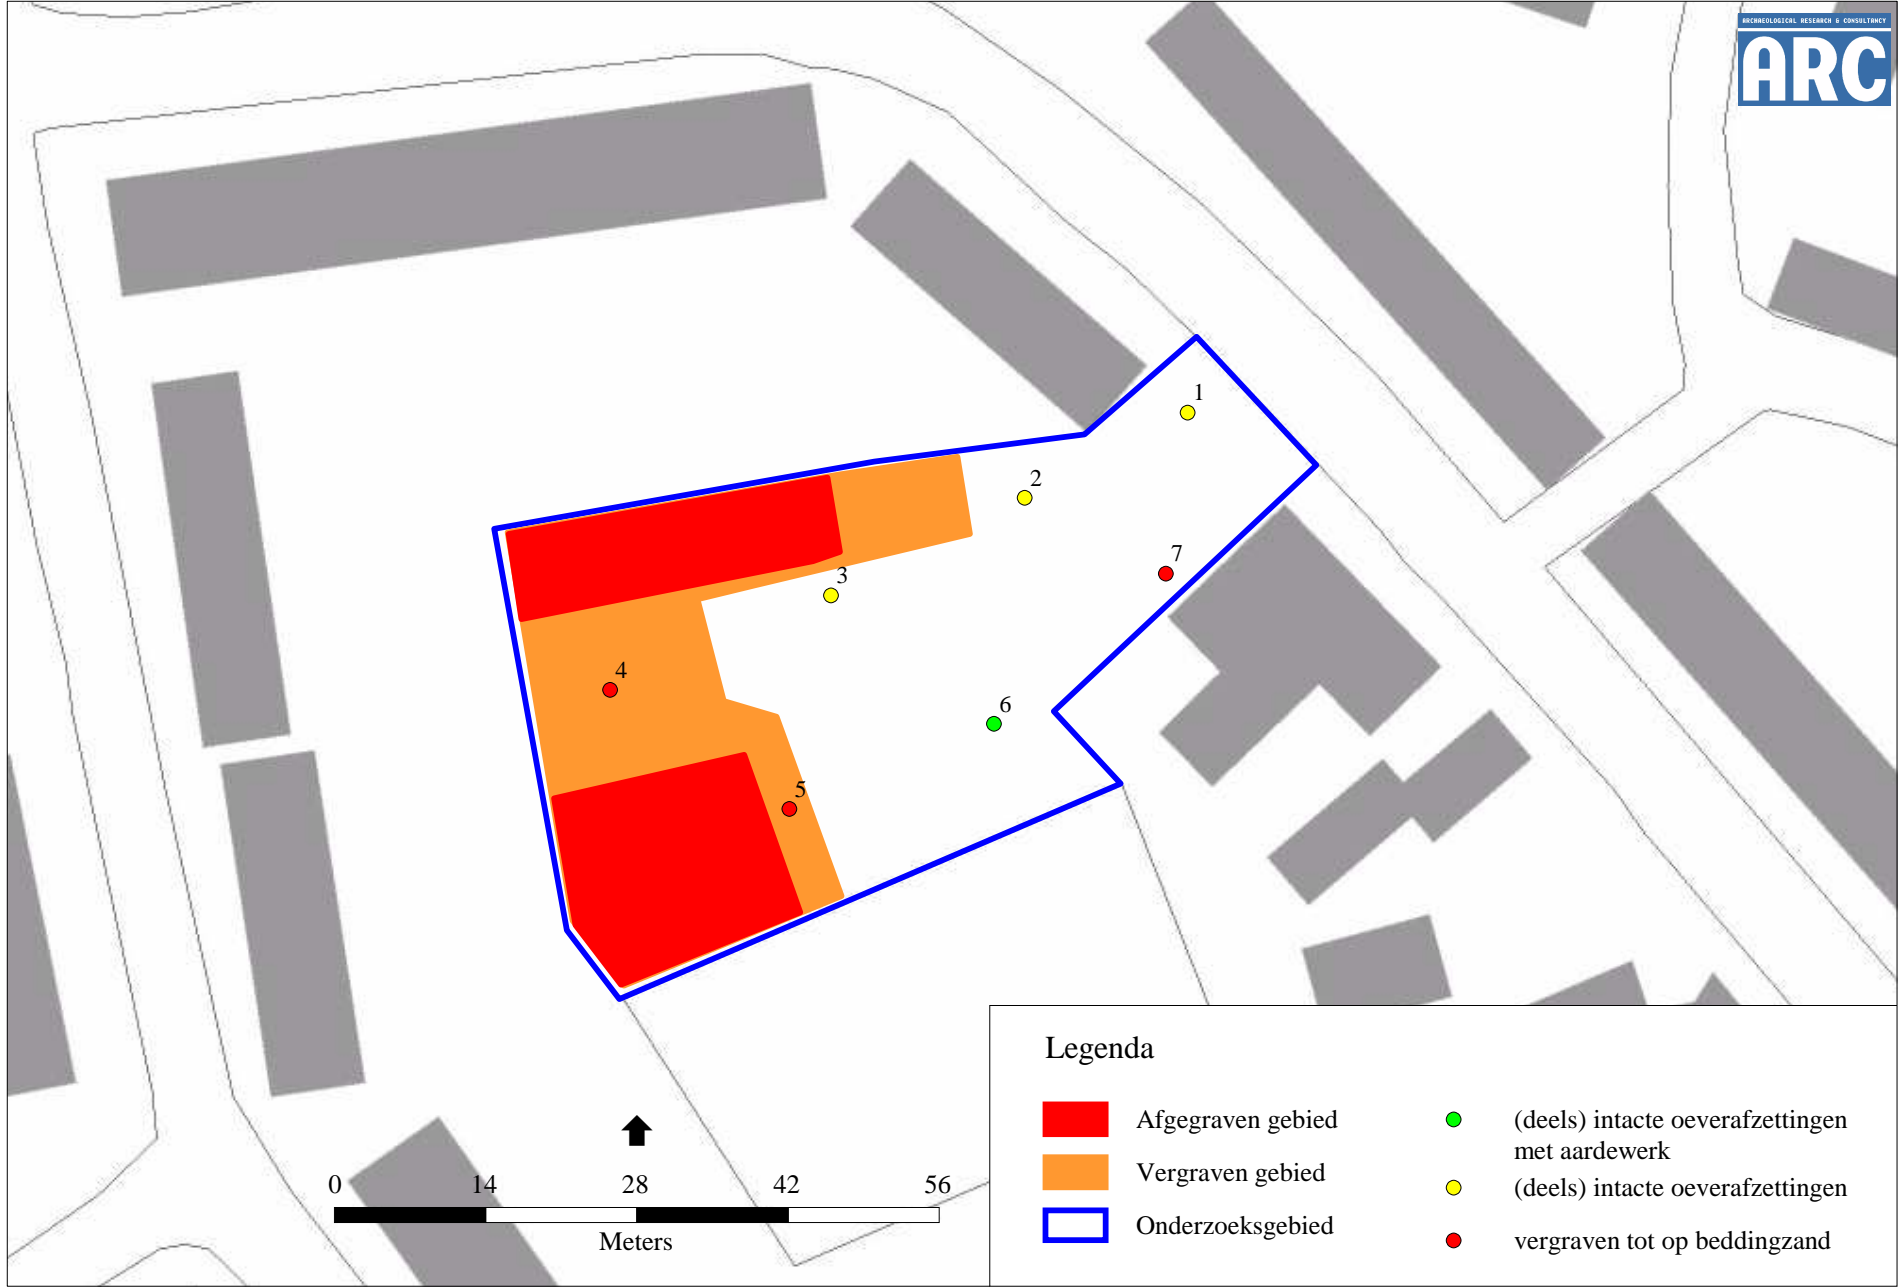 ARCHAEOLOGICAL RESEARCH & CONSULTANCY
ARC
1
2
7
3
4
6
5
Legenda
Afgegraven gebied
Vergraven gebied
Onderzoeksgebied
(deels) intacte oeverafzettingen
met aardewerk
(deels) intacte oeverafzettingen
vergraven tot op beddingzand
0 14 28 42 56
Meters